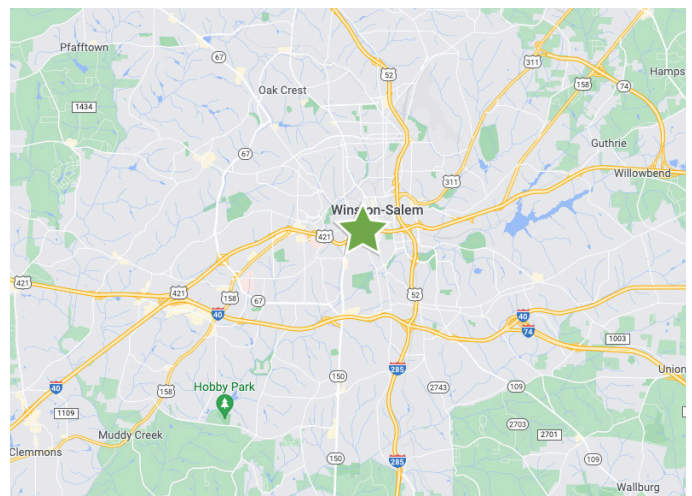 Pfafftown
67
52
311
158
74
Hamps
Oak Crest
1434
Guthrie
67
311
Willowbend
Winston-Salem
421
421
421
158
67
52
40
40
74
1003
Union
285
150
2743
109
40
158
Hobby Park
1109
2703
2701
Muddy Creek
Clemmons
150
285
109
Wallburg